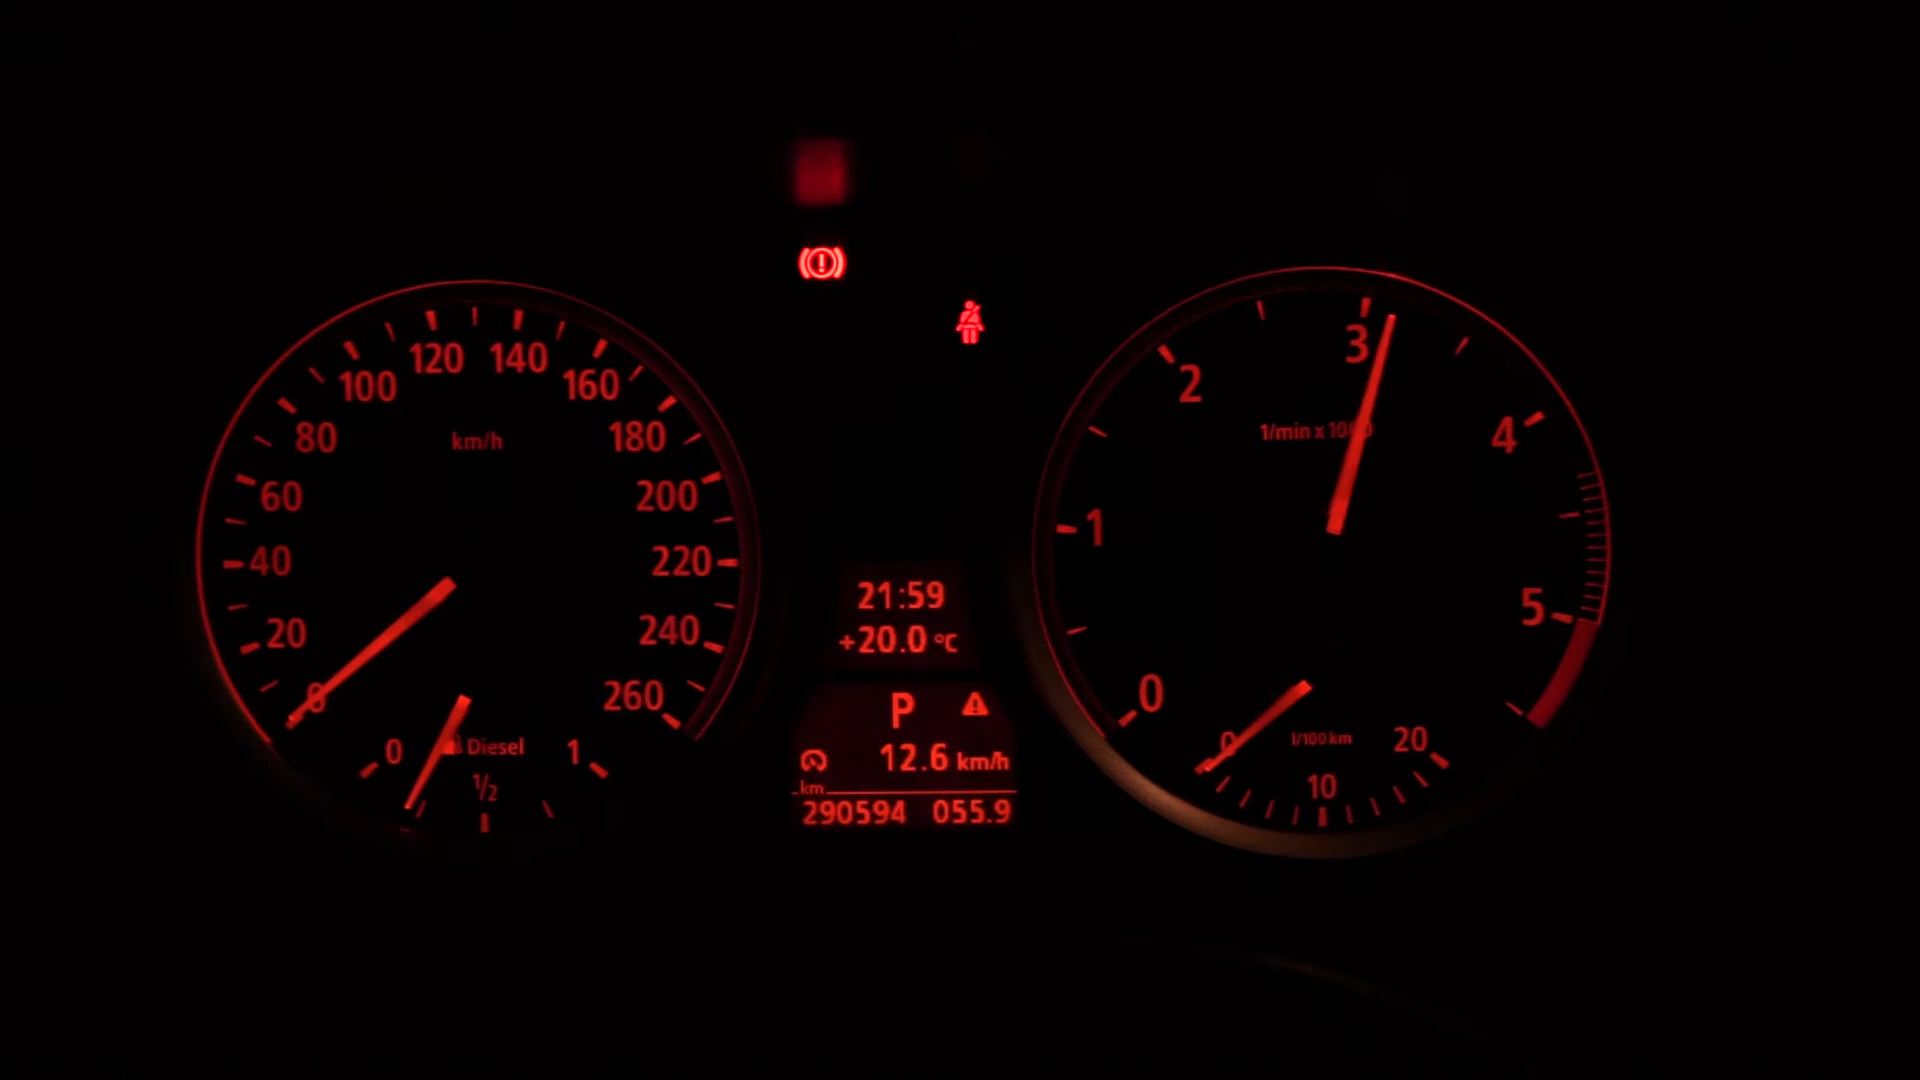 120 140
100 160
80 180
km/h
60 200
40 220
20 240
0 260
0 Diesel 1
1/2
21:59
+20.0 °C
P
12.6 km/h
km
290594 055.9
3
2
1/min x 1000
4
1
5
0
0 l/100 km 20
10